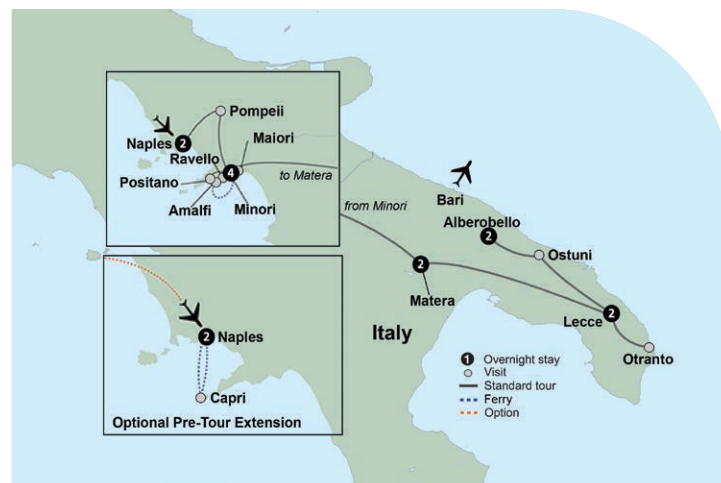 Pompeii
Naples
2
Maiori
Ravello
4
Positano
to Matera
Amalfi
Minori
from Minori
Bari
Alberobello
2
Ostuni
2
Matera
Lecce
2
Otranto
Italy
2
Naples
Capri
Optional Pre-Tour Extension
1 Overnight stay
Visit
Standard tour
Ferry
Option